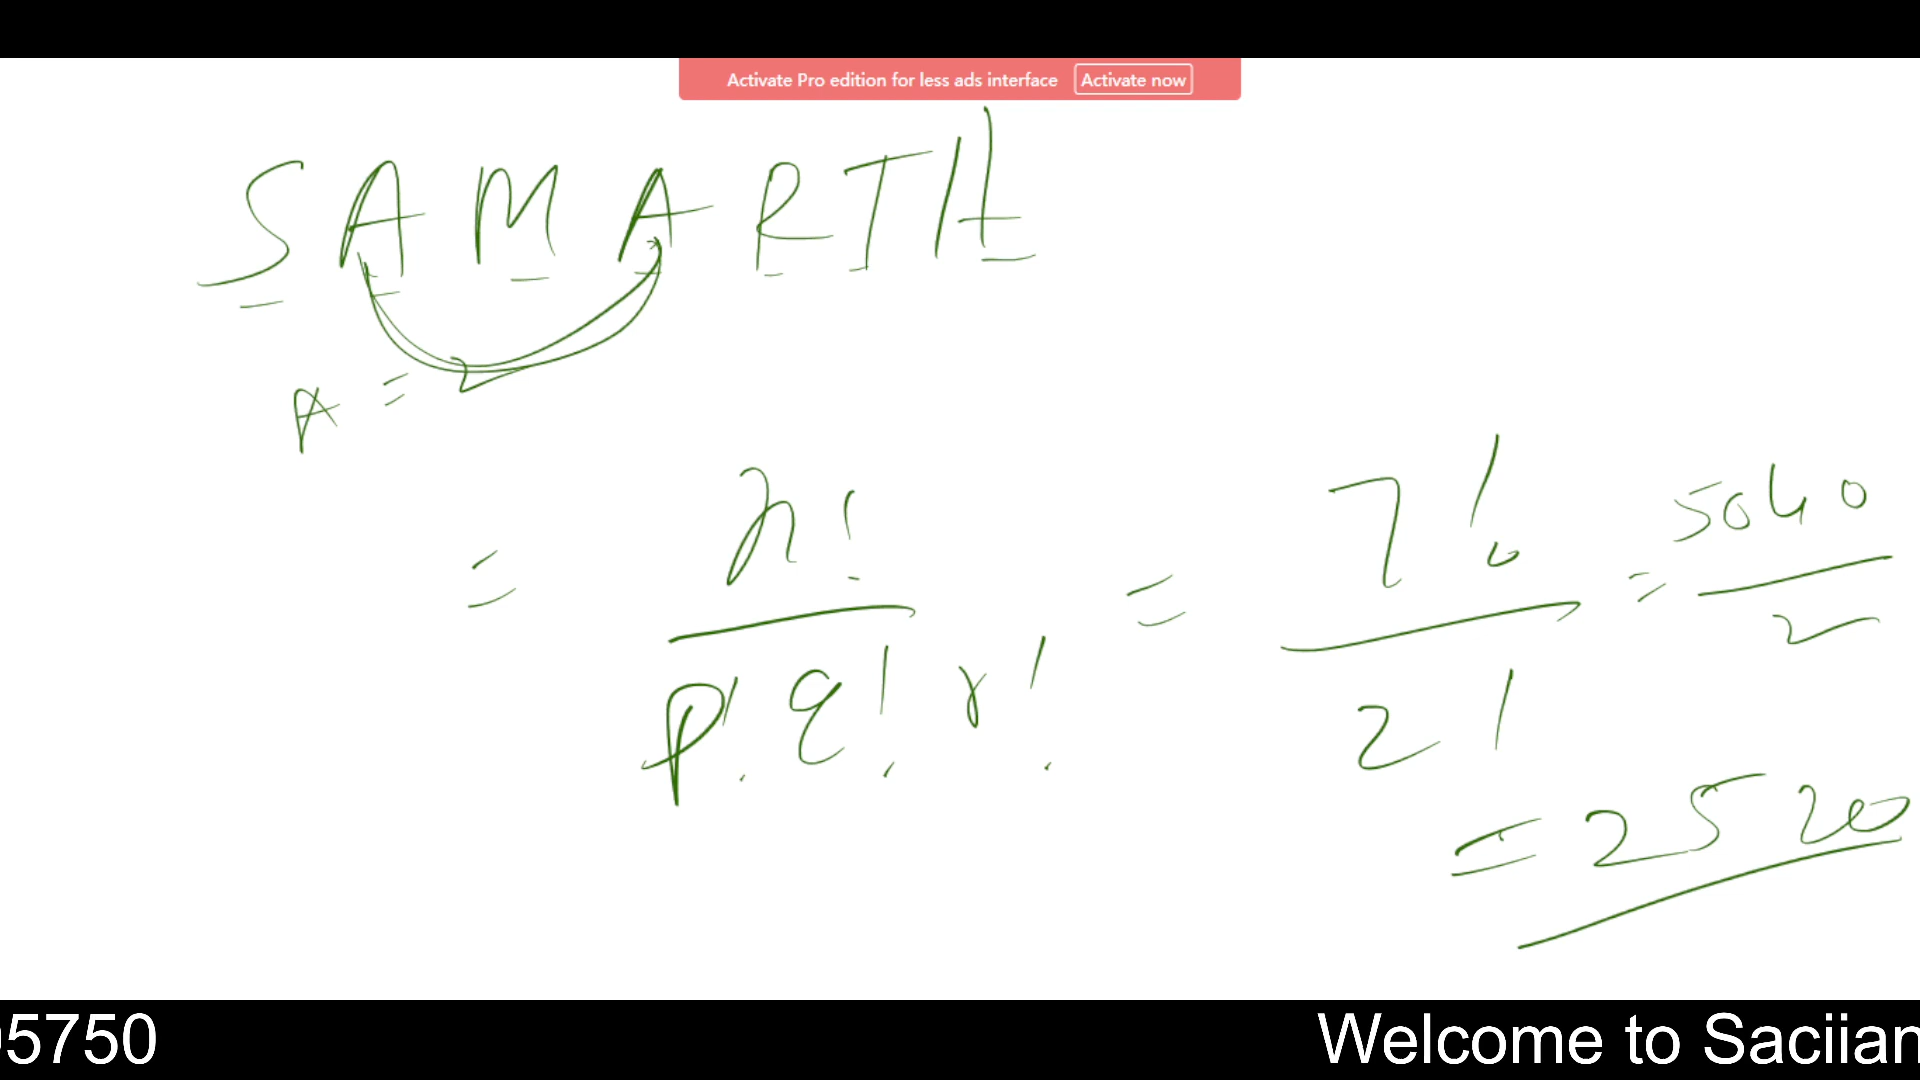 Activate Pro edition for less ads interface Activate now
SAMARTH
A = 2
= n! / p! q! r! = 7! / 2! = 5040 / 2
= 2520
5750 Welcome to Saciian